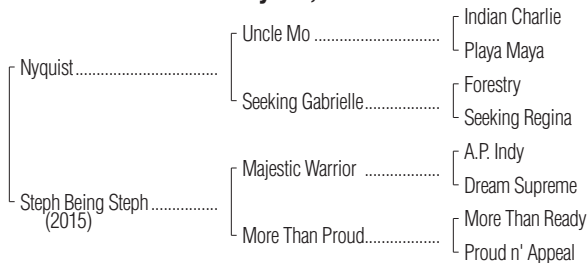 Indian Charlie
Uncle Mo
Playa Maya
Nyquist
Forestry
Seeking Gabrielle
Seeking Regina
A.P. Indy
Majestic Warrior
Dream Supreme
Steph Being Steph
(2015)
More Than Ready
More Than Proud
Proud n' Appeal